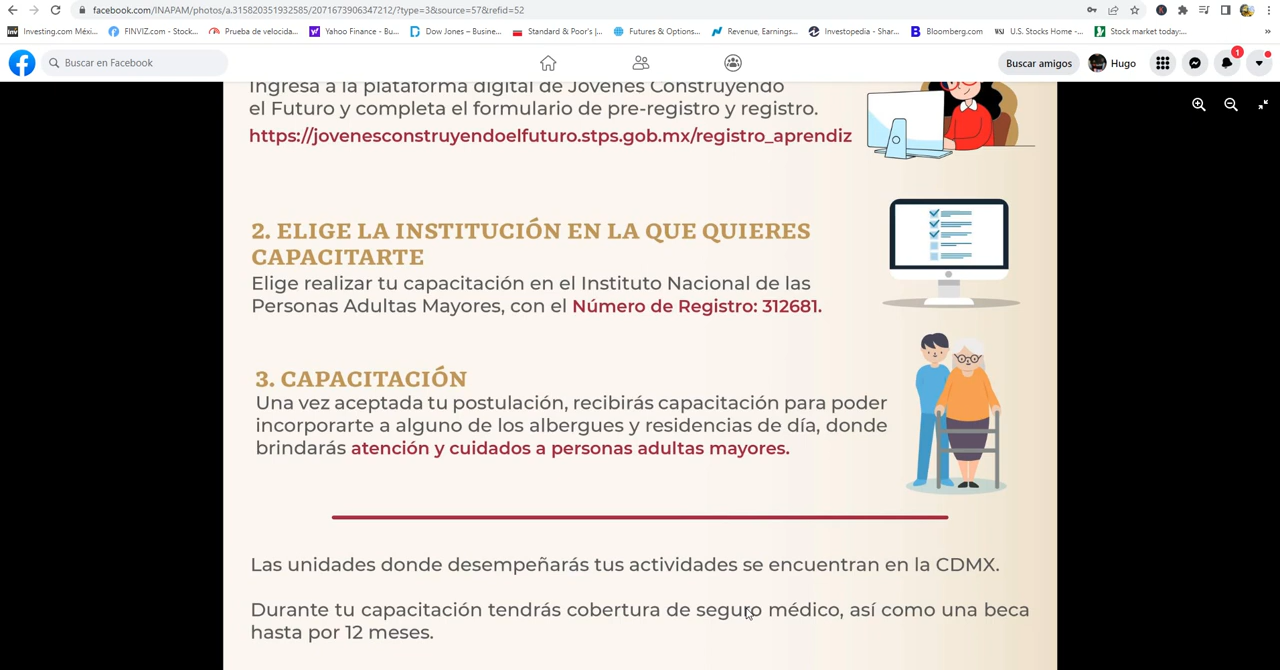 facebook.com/INAPAM/photos/a.315820351932585/2071673906347212/?type=3&source=57&refid=52
Investing.com Méxi... FINVIZ.com - Stock... Prueba de velocida... Yahoo Finance - Bu... Dow Jones – Busine... Standard & Poor's |... Futures & Options... Revenue, Earnings,... Investopedia - Shar... Bloomberg.com WSJ U.S. Stocks Home -... Stock market today:... »
Buscar en Facebook
Buscar amigos Hugo 1
Ingresa a la plataforma digital de Jóvenes Construyendo
el Futuro y completa el formulario de pre-registro y registro.
https://jovenesconstruyendoelfuturo.stps.gob.mx/registro_aprendiz
2. ELIGE LA INSTITUCIÓN EN LA QUE QUIERES
CAPACITARTE
Elige realizar tu capacitación en el Instituto Nacional de las
Personas Adultas Mayores, con el Número de Registro: 312681.
3. CAPACITACIÓN
Una vez aceptada tu postulación, recibirás capacitación para poder
incorporarte a alguno de los albergues y residencias de día, donde
brindarás atención y cuidados a personas adultas mayores.
Las unidades donde desempeñarás tus actividades se encuentran en la CDMX.
Durante tu capacitación tendrás cobertura de seguro médico, así como una beca
hasta por 12 meses.